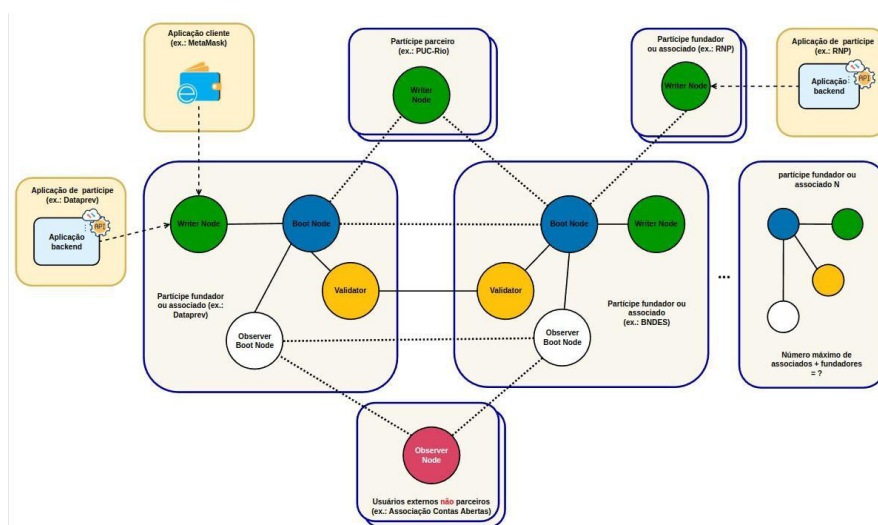 Aplicação cliente
(ex.: MetaMask)
Partícipe parceiro
(ex.: PUC-Rio)
Writer
Node
Partícipe fundador
ou associado (ex.: RNP)
Writer Node
Aplicação de partícipe
(ex.: RNP)
Aplicação
backend
API
Aplicação de partícipe
(ex.: Dataprev)
Aplicação
backend
API
Writer Node
Boot Node
Validator
Partícipe fundador
ou associado (ex.:
Dataprev)
Observer
Boot Node
Boot Node
Writer Node
Validator
Partícipe fundador ou
associado
(ex.: BNDES)
Observer
Boot Node
...
partícipe fundador ou
associado N
Número máximo de
associados + fundadores
= ?
Observer
Node
Usuários externos não parceiros
(ex.: Associação Contas Abertas)